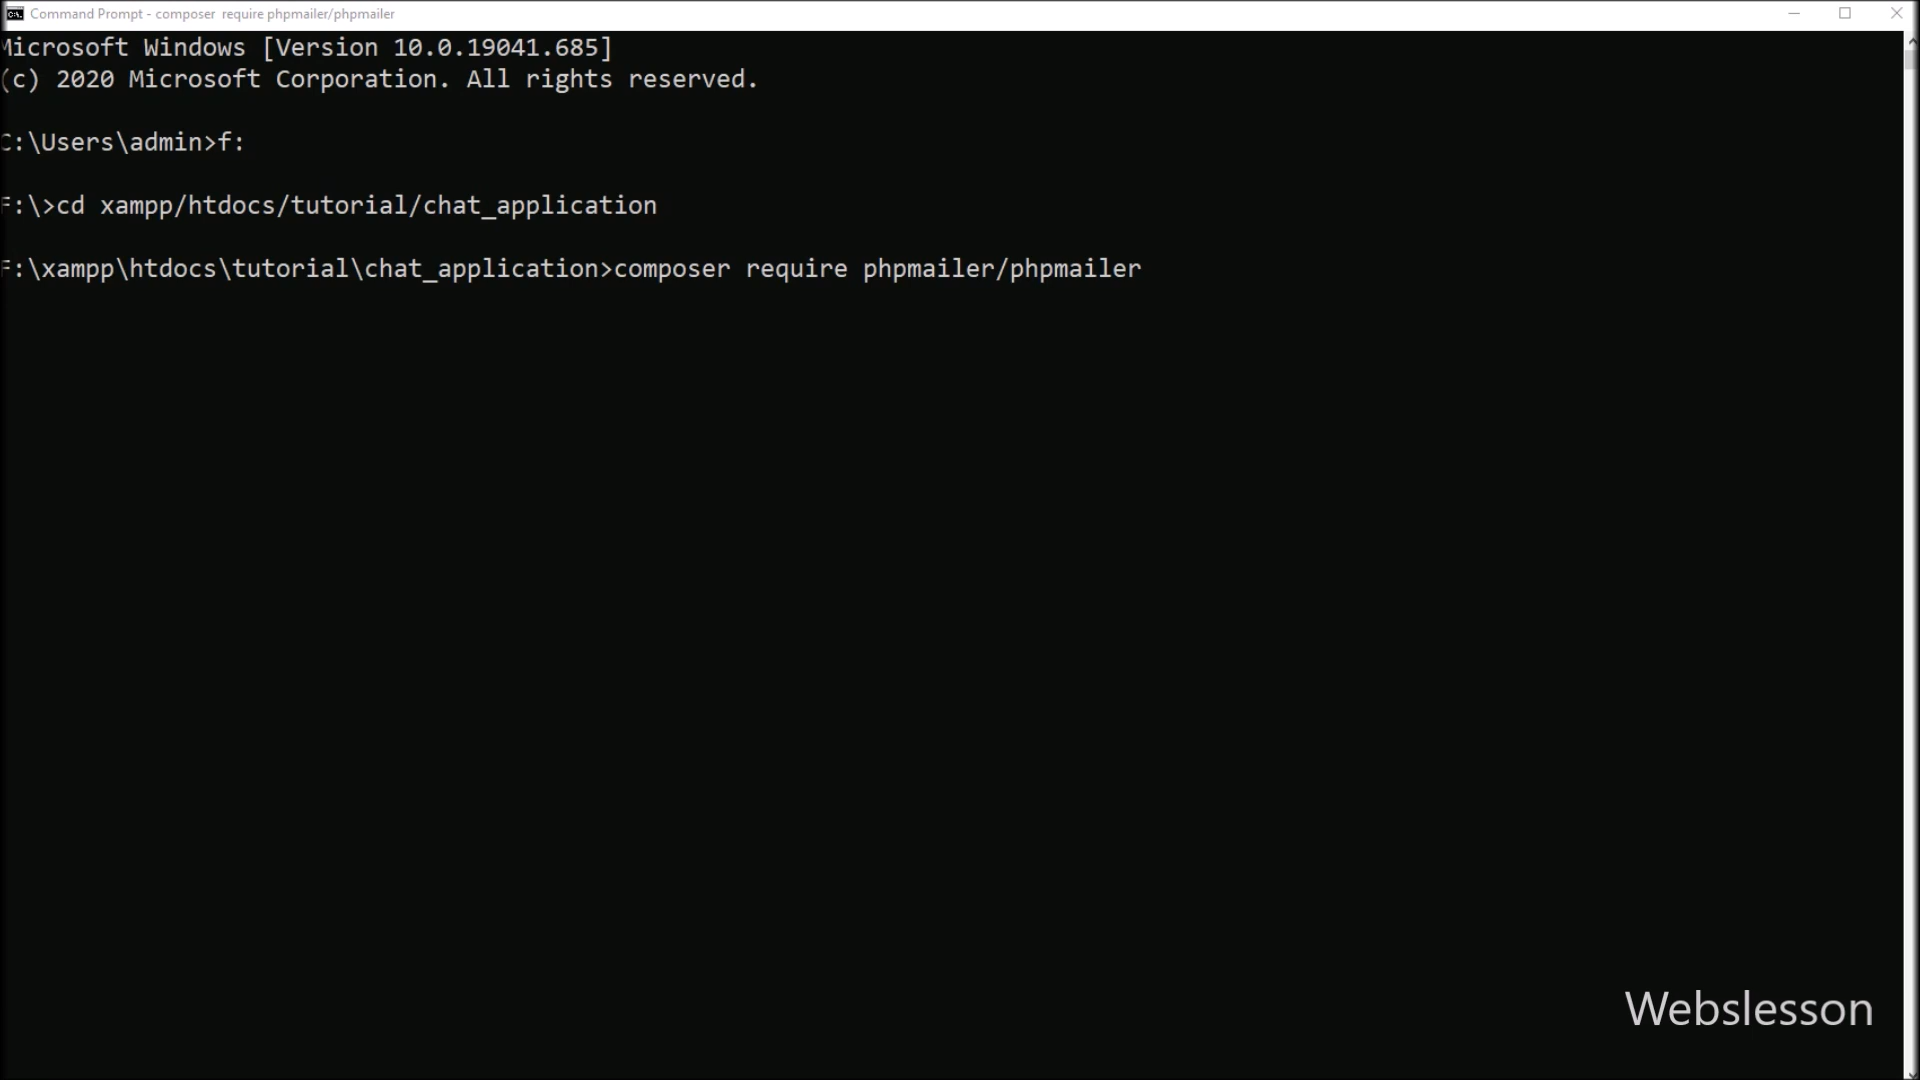 Command Prompt - composer  require phpmailer/phpmailer
Microsoft Windows [Version 10.0.19041.685]
(c) 2020 Microsoft Corporation. All rights reserved.
C:\Users\admin>f:
F:\>cd xampp/htdocs/tutorial/chat_application
F:\xampp\htdocs\tutorial\chat_application>composer require phpmailer/phpmailer
Webslesson